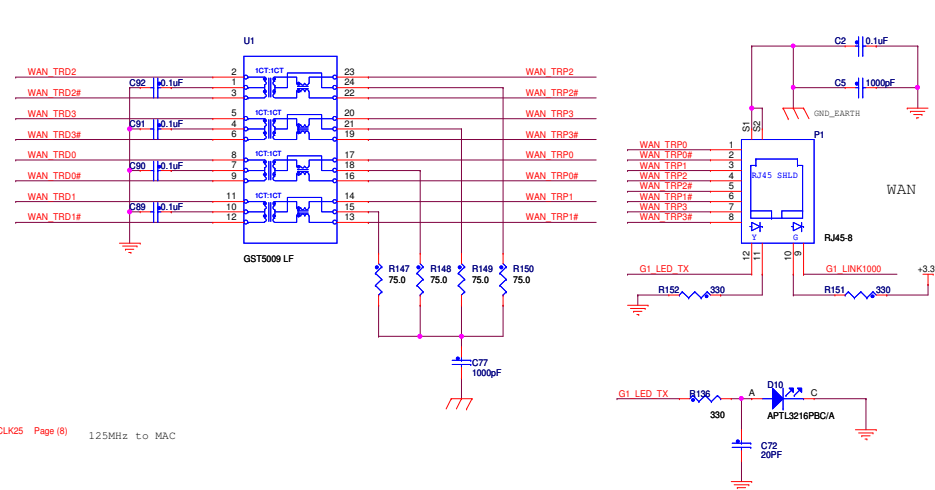 U1
C2 0.1uF
C5 1000pF
GND_EARTH
S1
S2
P1
WAN_TRD2 2 1CT:1CT 23 WAN_TRP2
C92 0.1uF 1 24
WAN_TRD2# 3 22 WAN_TRP2#
WAN_TRD3 5 1CT:1CT 20 WAN_TRP3
C91 0.1uF 4 21
WAN_TRD3# 6 19 WAN_TRP3#
WAN_TRD0 8 1CT:1CT 17 WAN_TRP0
C90 0.1uF 7 18
WAN_TRD0# 9 16 WAN_TRP0#
WAN_TRD1 11 1CT:1CT 14 WAN_TRP1
C89 0.1uF 10 15
WAN_TRD1# 12 13 WAN_TRP1#
GST5009 LF
WAN_TRP0 1
WAN_TRP0# 2
WAN_TRP1 3
WAN_TRP2 4
WAN_TRP2# 5
WAN_TRP1# 6
WAN_TRP3 7
WAN_TRP3# 8
RJ45 SHLD
WAN
Y G
RJ45-8
12 11 10 9
G1_LED_TX
G1_LINK1000
+3.3
R152 330
R151 330
R147 R148 R149 R150
75.0 75.0 75.0 75.0
C77
1000pF
G1_LED_TX R136 A D10 C
330 APTL3216PBC/A
C72
20PF
CLK25 Page (8) 125MHz to MAC